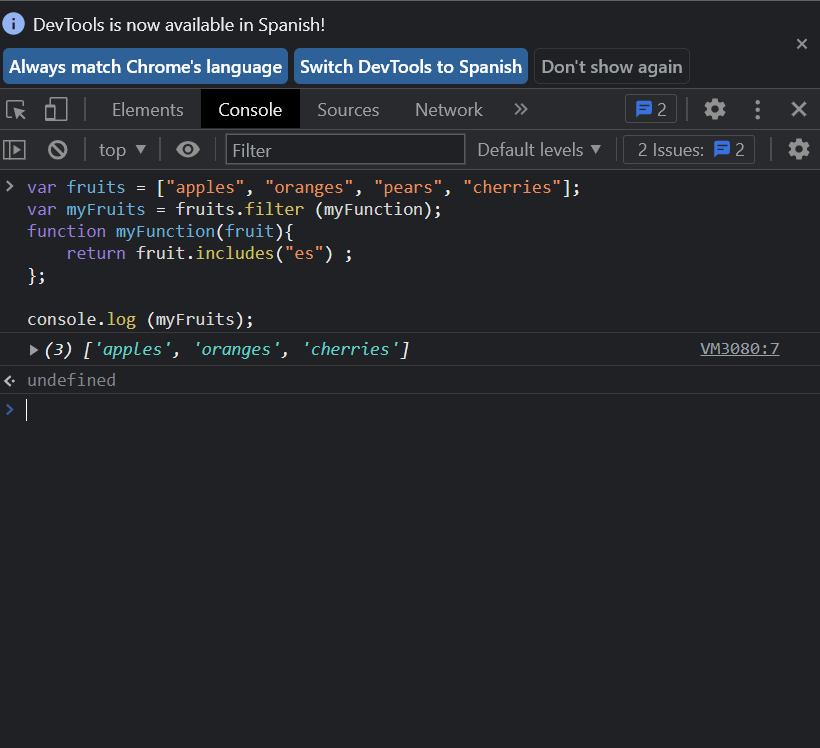 DevTools is now available in Spanish!
Always match Chrome's language Switch DevTools to Spanish Don't show again
Elements Console Sources Network 2
top Filter Default levels 2 Issues: 2
var fruits = ["apples", "oranges", "pears", "cherries"];
var myFruits = fruits.filter (myFunction);
function myFunction(fruit){
    return fruit.includes("es") ;
};
console.log (myFruits);
(3) ['apples', 'oranges', 'cherries'] VM3080:7
undefined